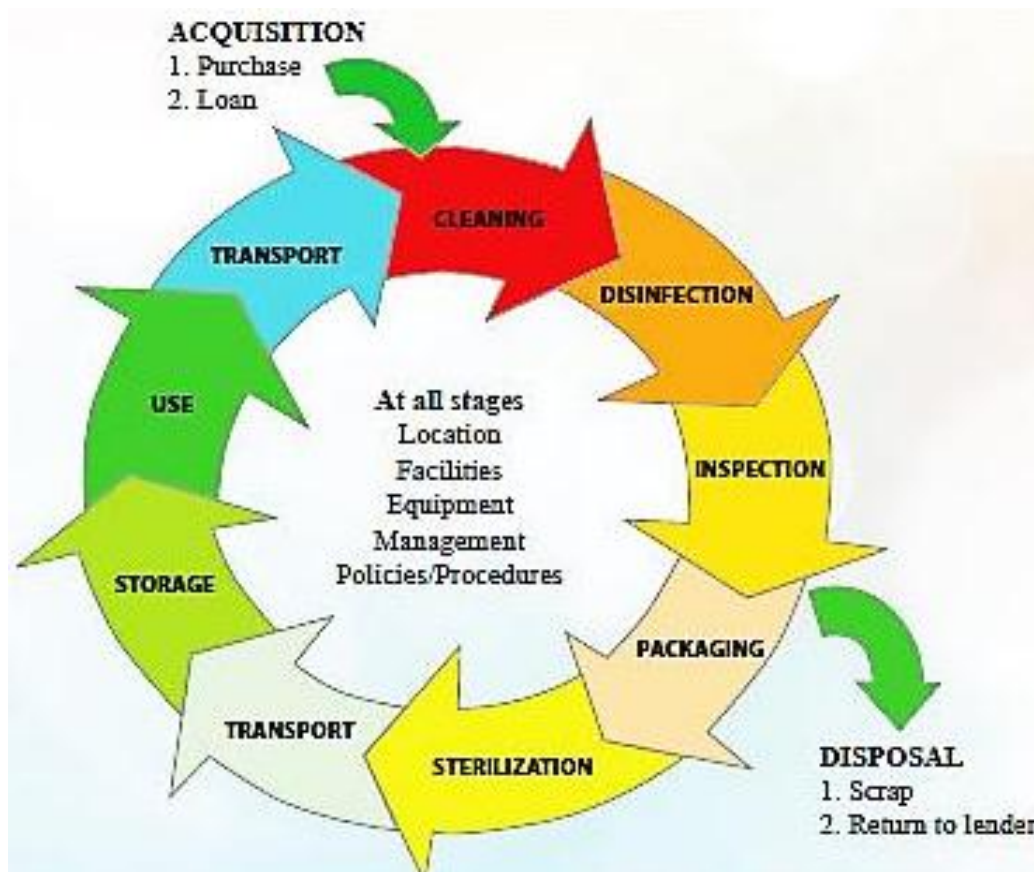 ACQUISITION
1. Purchase
2. Loan
CLEANING
DISINFECTION
INSPECTION
PACKAGING
STERILIZATION
TRANSPORT
STORAGE
USE
TRANSPORT
At all stages
Location
Facilities
Equipment
Management
Policies/Procedures
DISPOSAL
1. Scrap
2. Return to lender